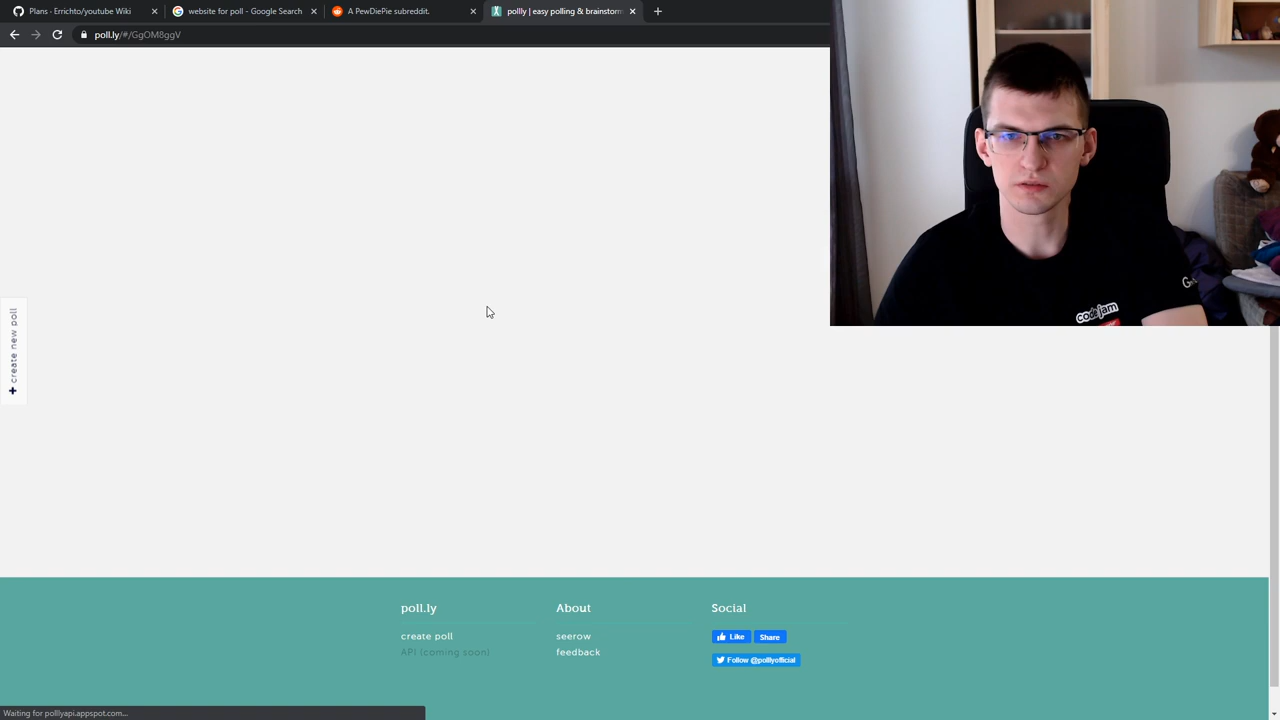 Plans · Errichto/youtube Wiki
website for poll - Google Search
A PewDiePie subreddit.
pollly | easy polling & brainstorm
poll.ly/#/GgOM8ggV
+ create new poll
code jam
poll.ly
About
Social
create poll
seerow
Like
Share
API (coming soon)
feedback
Follow @polllyofficial
Waiting for polllyapi.appspot.com...